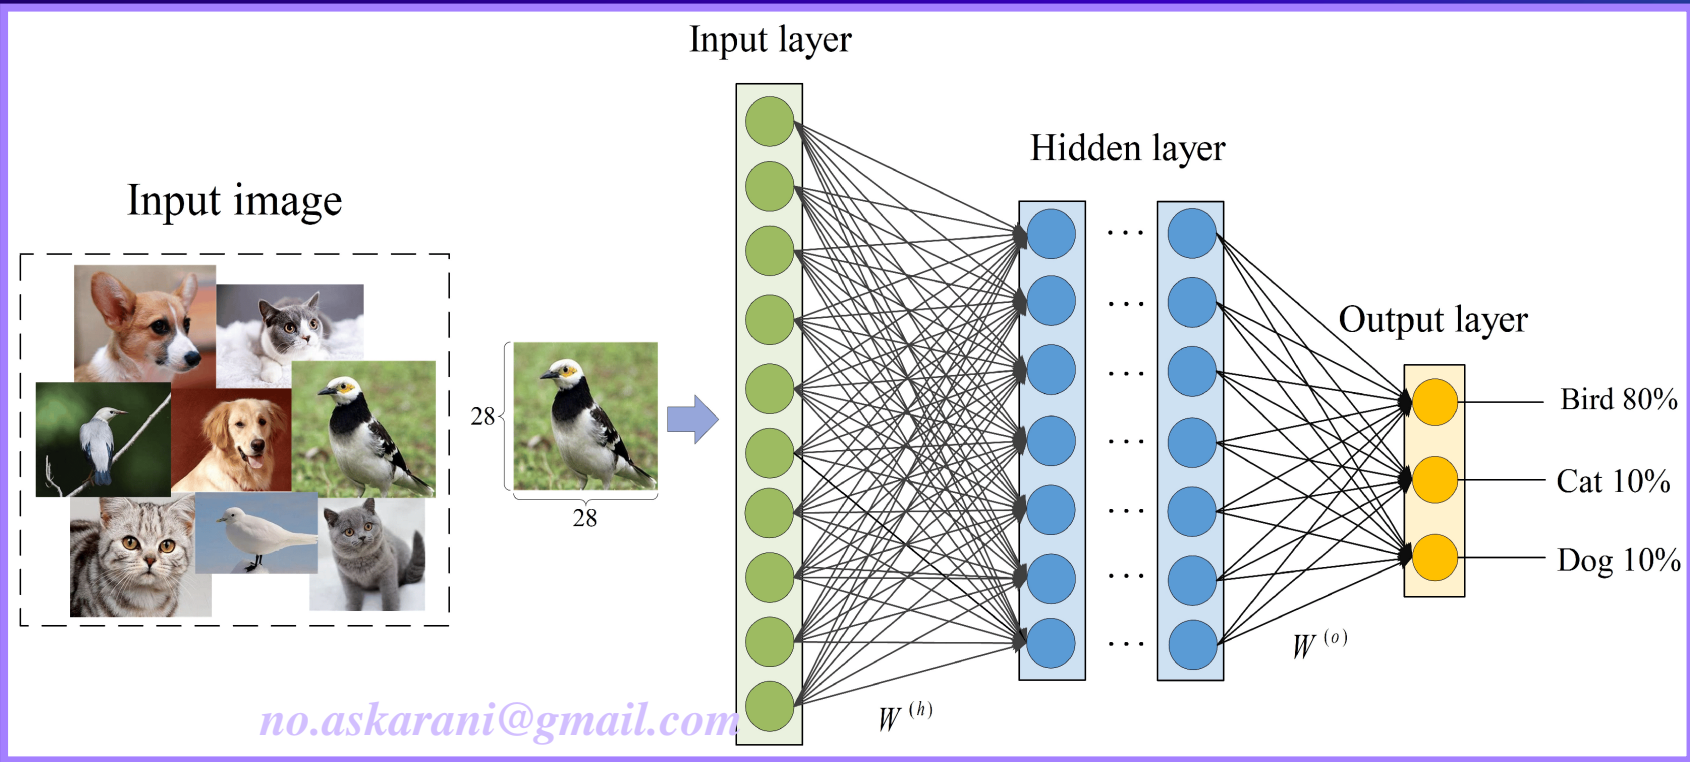 Input layer
Hidden layer
Input image
Output layer
28
28
Bird 80%
Cat 10%
Dog 10%
W (o)
W (h)
no.askarani@gmail.com